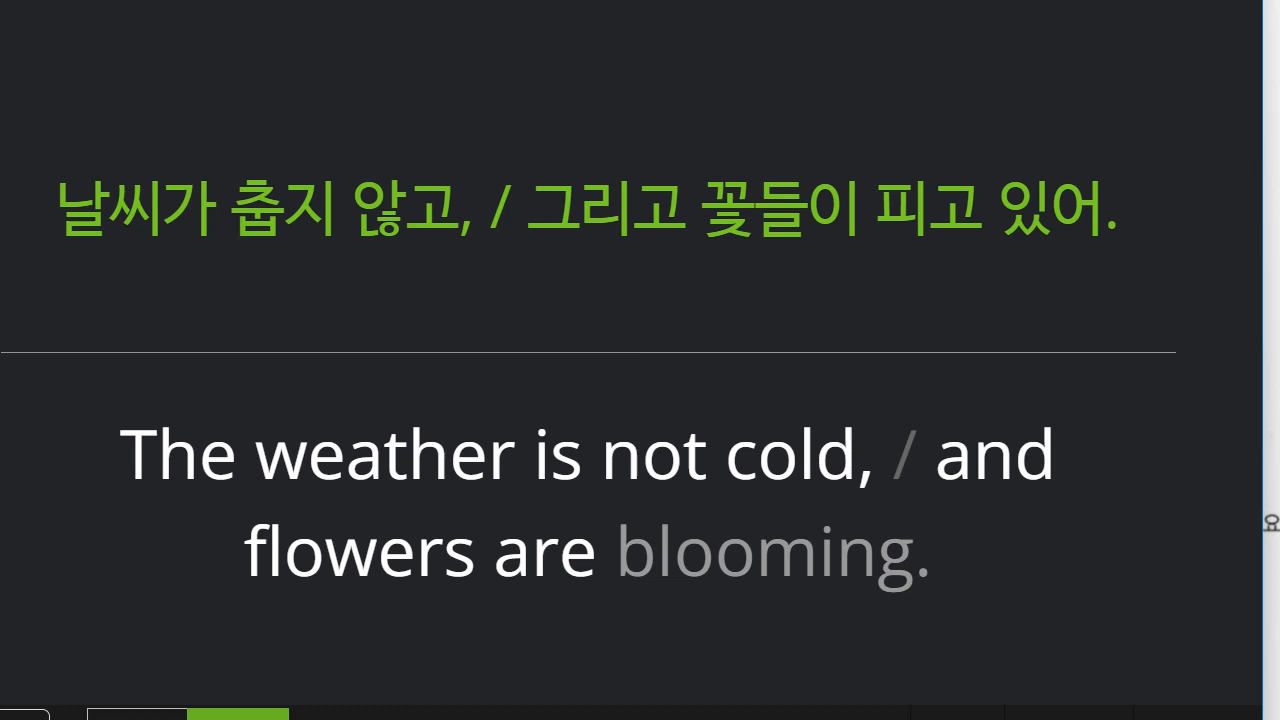 날씨가 춥지 않고, / 그리고 꽃들이 피고 있어.
The weather is not cold, / and
flowers are blooming.